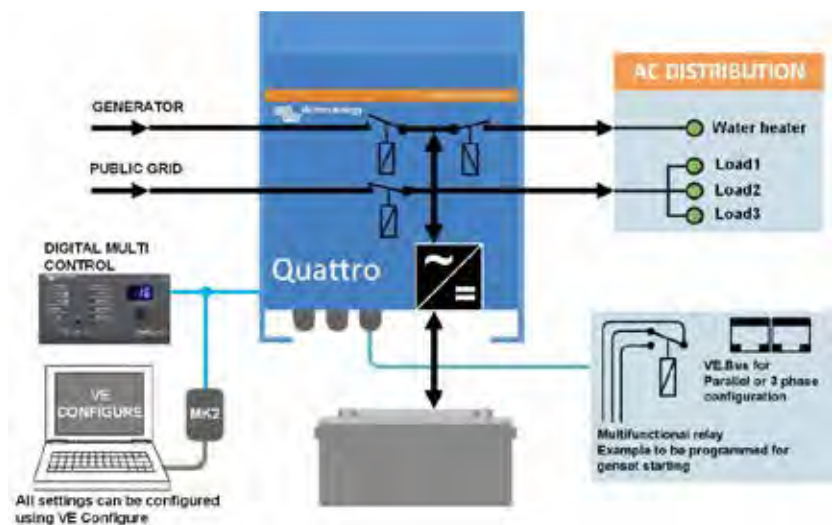 GENERATOR
PUBLIC GRID
AC DISTRIBUTION
Water heater
Load1
Load2
Load3
DIGITAL MULTI
CONTROL
Quattro
VE
CONFIGURE
MK2
All settings can be configured
using VE Configure
VE.Bus for
Parallel or 3 phase
configuration
Multifunctional relay
Example to be programmed for
genset starting